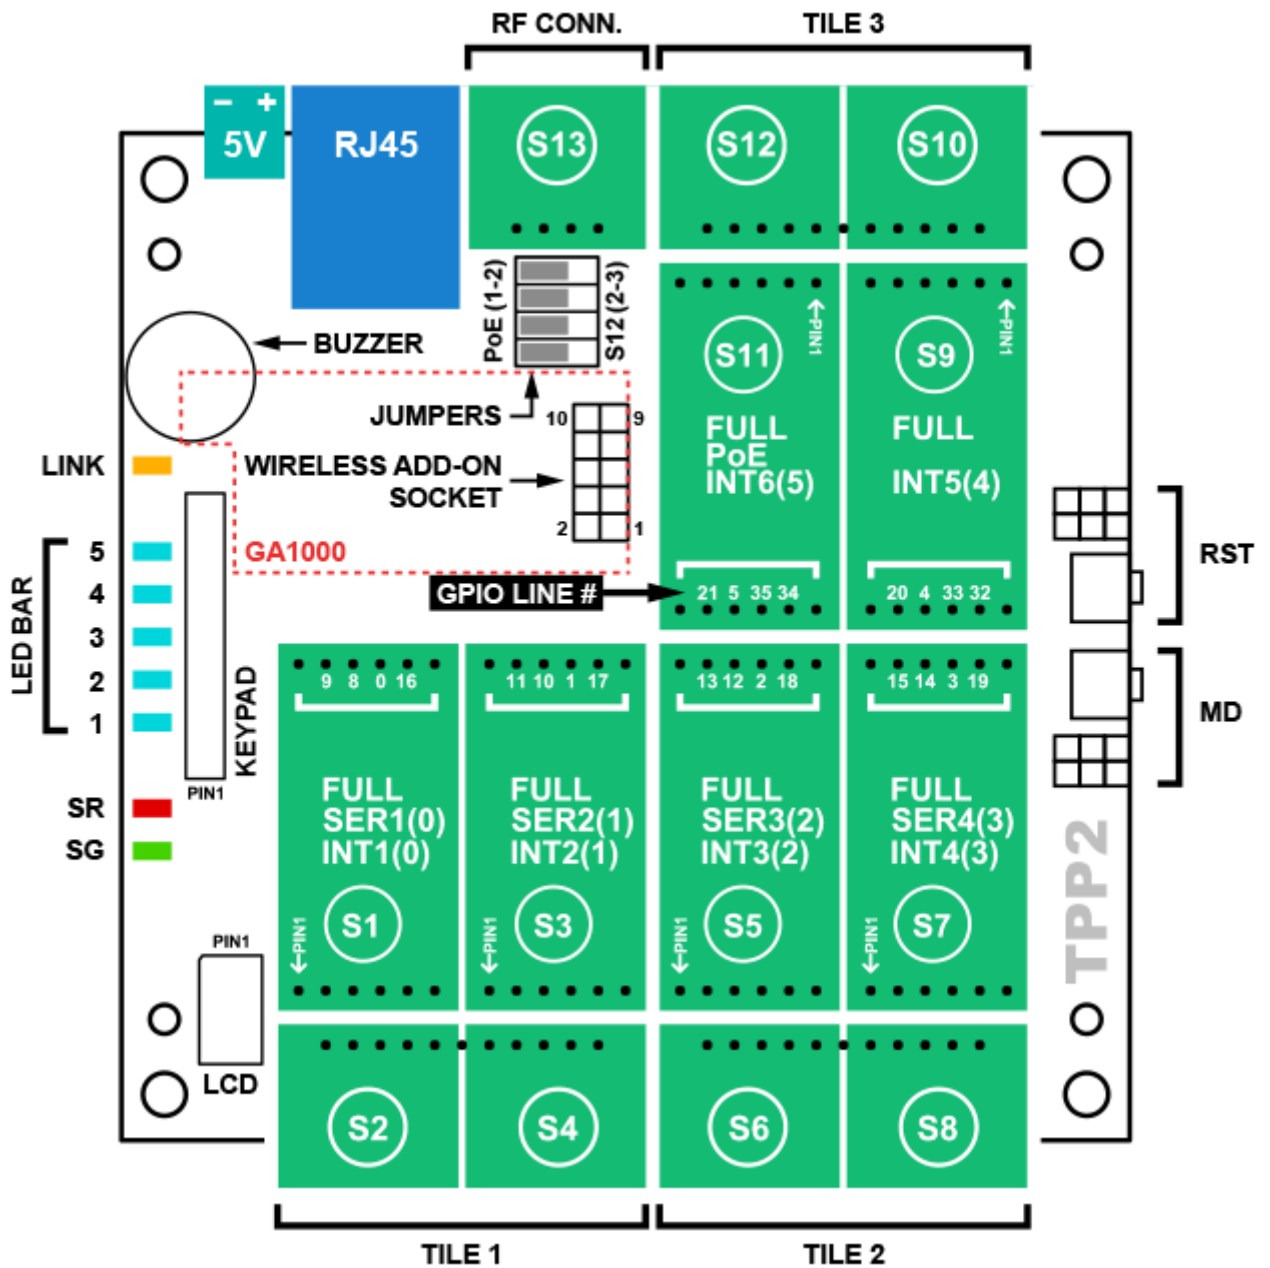 RF CONN.
TILE 3
− +
5V
RJ45
S13
S12
S10
PoE (1-2)
S12 (2-3)
BUZZER
JUMPERS
10
9
WIRELESS ADD-ON
SOCKET
2
1
GA1000
GPIO LINE #
←PIN1
S11
FULL
PoE
INT6(5)
21 5 35 34
←PIN1
S9
FULL
INT5(4)
20 4 33 32
LINK
LED BAR
5
4
3
2
1
KEYPAD
PIN1
SR
SG
PIN1
LCD
RST
MD
TPP2
9 8 0 16
FULL
SER1(0)
INT1(0)
S1
←PIN1
11 10 1 17
FULL
SER2(1)
INT2(1)
S3
←PIN1
13 12 2 18
FULL
SER3(2)
INT3(2)
S5
←PIN1
15 14 3 19
FULL
SER4(3)
INT4(3)
S7
←PIN1
S2
S4
S6
S8
TILE 1
TILE 2